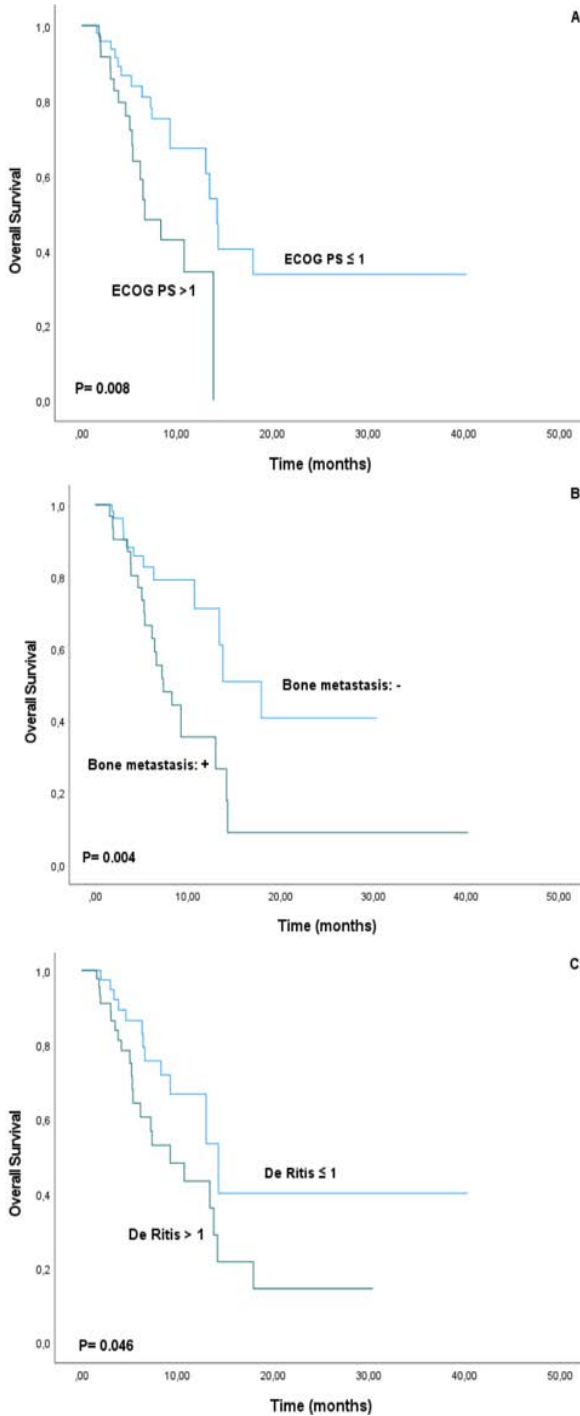 A
1,0
0,8
0,6
0,4
0,2
0,0
Overall Survival
ECOG PS ≤ 1
ECOG PS >1
P= 0.008
,00 10,00 20,00 30,00 40,00 50,00
Time (months)
B
1,0
0,8
0,6
0,4
0,2
0,0
Overall Survival
Bone metastasis: -
Bone metastasis: +
P= 0.004
,00 10,00 20,00 30,00 40,00 50,00
Time (months)
C
1,0
0,8
0,6
0,4
0,2
0,0
Overall Survival
De Ritis ≤ 1
De Ritis > 1
P= 0.046
,00 10,00 20,00 30,00 40,00 50,00
Time (months)